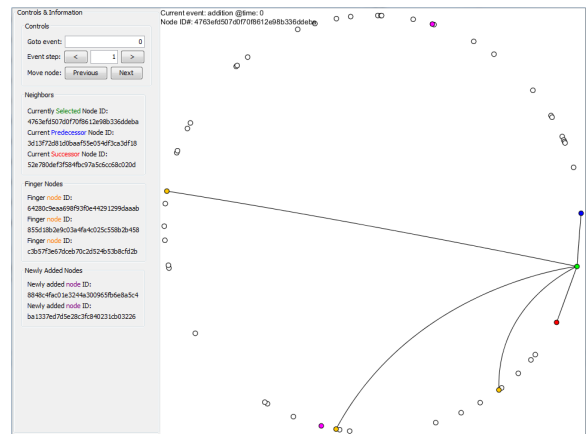 Controls & Information
Controls
Goto event: 0
Event step: < 1 >
Move node: Previous Next
Neighbors
Currently Selected Node ID:
4763efd507d0f70f8612e98b336ddeba
Current Predecessor Node ID:
3d13f72d81d0baaf55e054df3ca3df18
Current Successor Node ID:
52e780def3f584fbc97a5c6cc68c020d
Finger Nodes
Finger node ID:
64280c9eaa698f93f0e44291299daaab
Finger node ID:
855d18b2e9c03a4fa4c025c558b2b458
Finger node ID:
c3b57f3e67dceb70c2d524b53b8cfd2b
Newly Added Nodes
Newly added node ID:
8848c4fac01e3244a300965fb6e8a5c4
Newly added node ID:
ba1337ed7d5e28c3fc840231cb03226
Current event: addition @time: 0
Node ID#: 4763efd507d0f70f8612e98b336ddeba